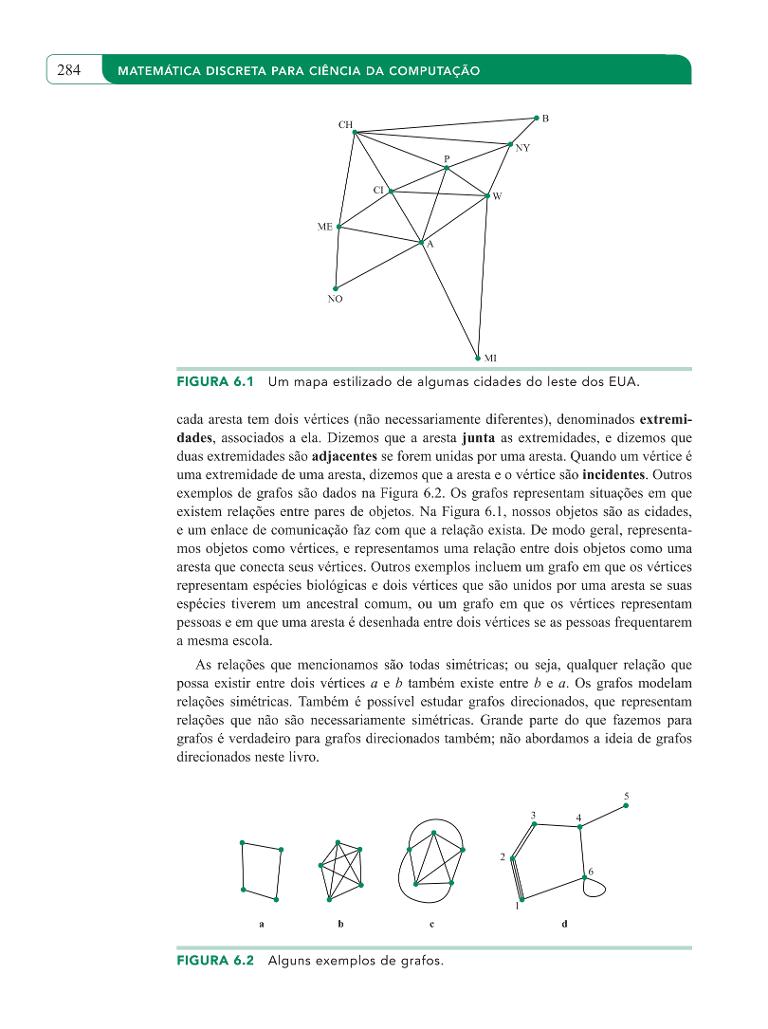 284
MATEMÁTICA DISCRETA PARA CIÊNCIA DA COMPUTAÇÃO
CH
B
NY
P
CI
W
ME
A
NO
MI
FIGURA 6.1 Um mapa estilizado de algumas cidades do leste dos EUA.
cada aresta tem dois vértices (não necessariamente diferentes), denominados extremi-
dades, associados a ela. Dizemos que a aresta junta as extremidades, e dizemos que
duas extremidades são adjacentes se forem unidas por uma aresta. Quando um vértice é
uma extremidade de uma aresta, dizemos que a aresta e o vértice são incidentes. Outros
exemplos de grafos são dados na Figura 6.2. Os grafos representam situações em que
existem relações entre pares de objetos. Na Figura 6.1, nossos objetos são as cidades,
e um enlace de comunicação faz com que a relação exista. De modo geral, representa-
mos objetos como vértices, e representamos uma relação entre dois objetos como uma
aresta que conecta seus vértices. Outros exemplos incluem um grafo em que os vértices
representam espécies biológicas e dois vértices que são unidos por uma aresta se suas
espécies tiverem um ancestral comum, ou um grafo em que os vértices representam
pessoas e em que uma aresta é desenhada entre dois vértices se as pessoas frequentarem
a mesma escola.
As relações que mencionamos são todas simétricas; ou seja, qualquer relação que
possa existir entre dois vértices a e b também existe entre b e a. Os grafos modelam
relações simétricas. Também é possível estudar grafos direcionados, que representam
relações que não são necessariamente simétricas. Grande parte do que fazemos para
grafos é verdadeiro para grafos direcionados também; não abordamos a ideia de grafos
direcionados neste livro.
5
3
4
2
6
1
a
b
c
d
FIGURA 6.2 Alguns exemplos de grafos.